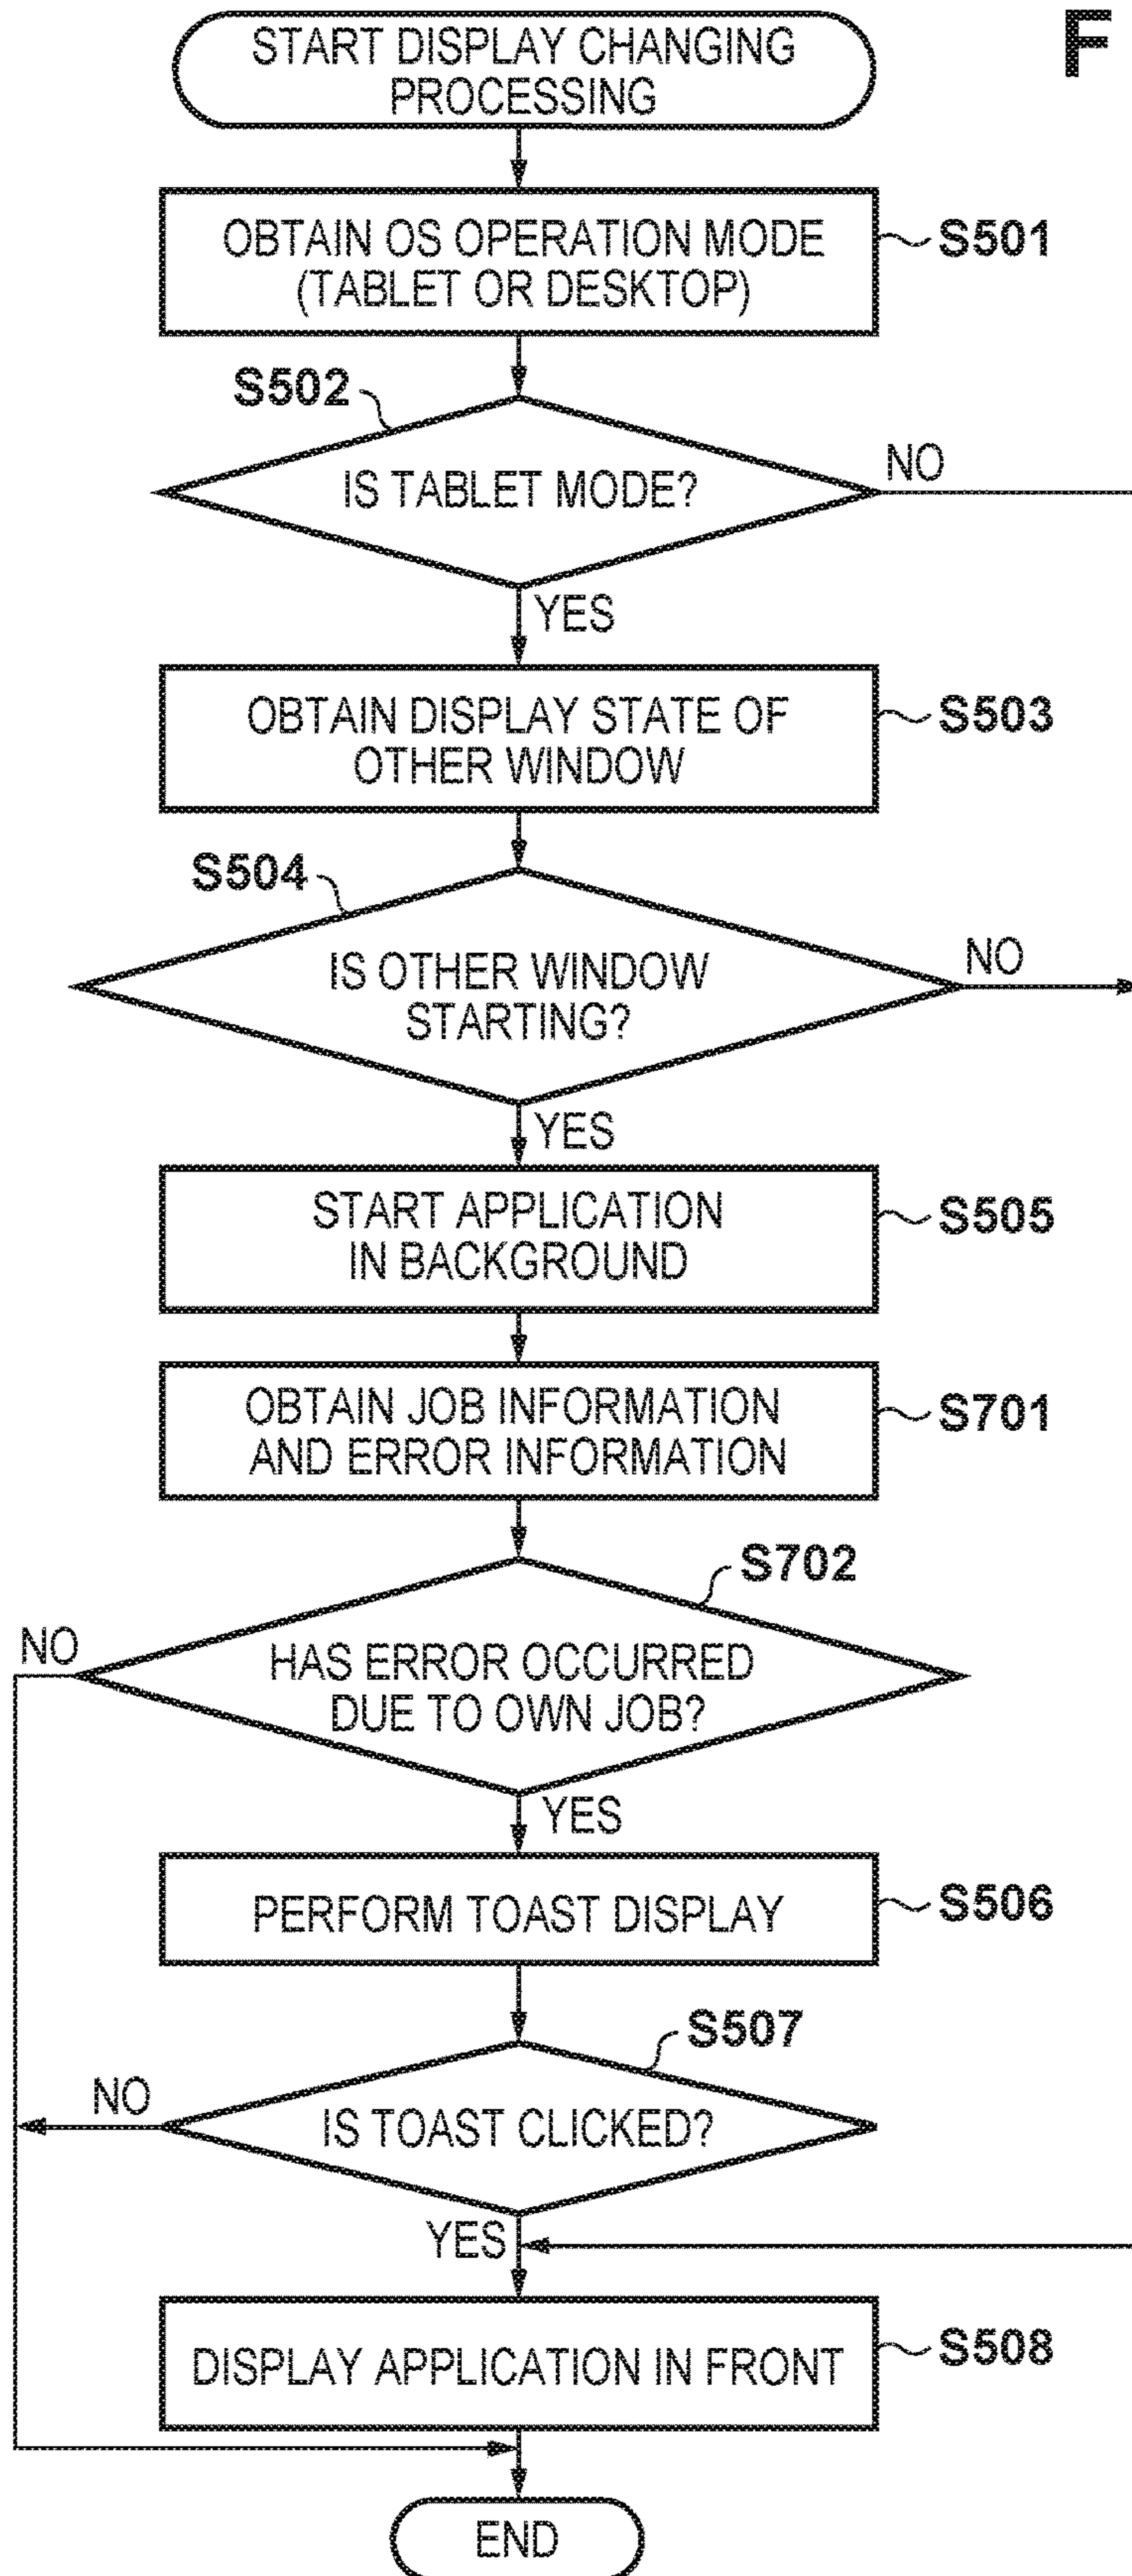 F
START DISPLAY CHANGING
PROCESSING
OBTAIN OS OPERATION MODE
(TABLET OR DESKTOP)
S501
S502
IS TABLET MODE?
NO
YES
OBTAIN DISPLAY STATE OF
OTHER WINDOW
S503
S504
IS OTHER WINDOW
STARTING?
NO
YES
START APPLICATION
IN BACKGROUND
S505
OBTAIN JOB INFORMATION
AND ERROR INFORMATION
S701
S702
NO
HAS ERROR OCCURRED
DUE TO OWN JOB?
YES
PERFORM TOAST DISPLAY
S506
S507
NO
IS TOAST CLICKED?
YES
DISPLAY APPLICATION IN FRONT
S508
END